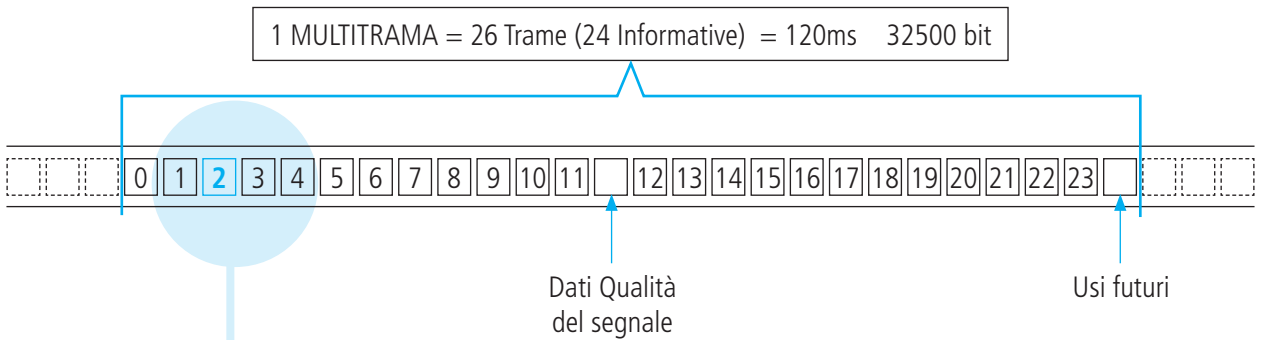 1 MULTITRAMA = 26 Trame (24 Informative) = 120ms 32500 bit
0 1 2 3 4 5 6 7 8 9 10 11 12 13 14 15 16 17 18 19 20 21 22 23
Dati Qualità
del segnale
Usi futuri